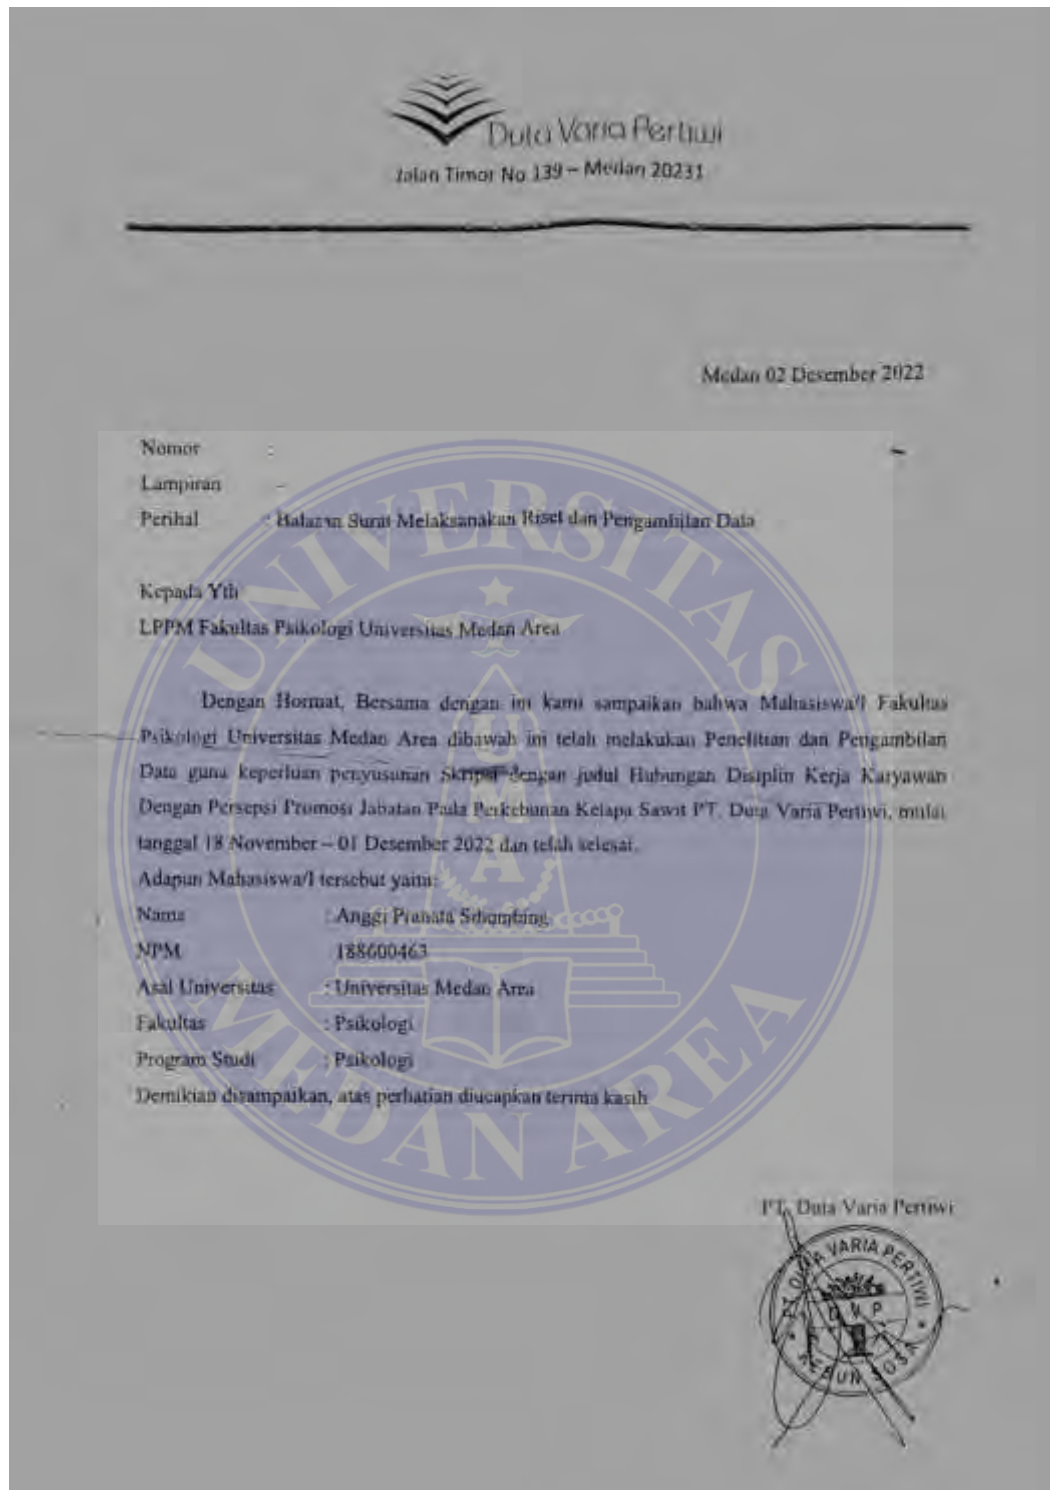 Duta Varia Pertiwi
Jalan Timor No 139 – Medan 20231
Medan 02 Desember 2022
Nomor :
Lampiran -
Perihal : Balasan Surat Melaksanakan Riset dan Pengambilan Data
Kepada Yth
LPPM Fakultas Psikologi Universitas Medan Area
Dengan Hormat, Bersama dengan ini kami sampaikan bahwa Mahasiswa/I Fakultas
Psikologi Universitas Medan Area dibawah ini telah melakukan Penelitian dan Pengambilan
Data guna keperluan penyusunan Skripsi dengan judul Hubungan Disiplin Kerja Karyawan
Dengan Persepsi Promosi Jabatan Pada Perkebunan Kelapa Sawit PT. Duta Varia Pertiwi, mulai
tanggal 18 November – 01 Desember 2022 dan telah selesai.
Adapun Mahasiswa/I tersebut yaitu:
Nama : Anggi Pranata Sihombing
NPM 188600463
Asal Universitas : Universitas Medan Area
Fakultas : Psikologi
Program Studi : Psikologi
Demikian disampaikan, atas perhatian diucapkan terima kasih
UNIVERSITAS
UMA
MEDAN AREA
PT. Duta Varia Pertiwi
PT DUTA VARIA PERTIWI
DVP
KEBUN SOSA